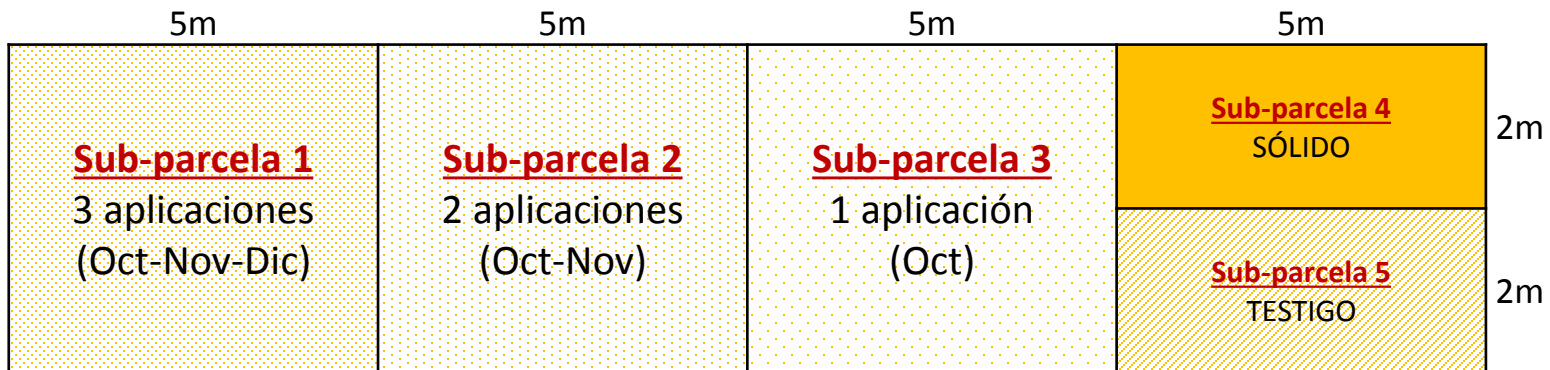 5m
5m
5m
5m
Sub-parcela 1
3 aplicaciones
(Oct-Nov-Dic)
Sub-parcela 2
2 aplicaciones
(Oct-Nov)
Sub-parcela 3
1 aplicación
(Oct)
Sub-parcela 4
SÓLIDO
2m
Sub-parcela 5
TESTIGO
2m